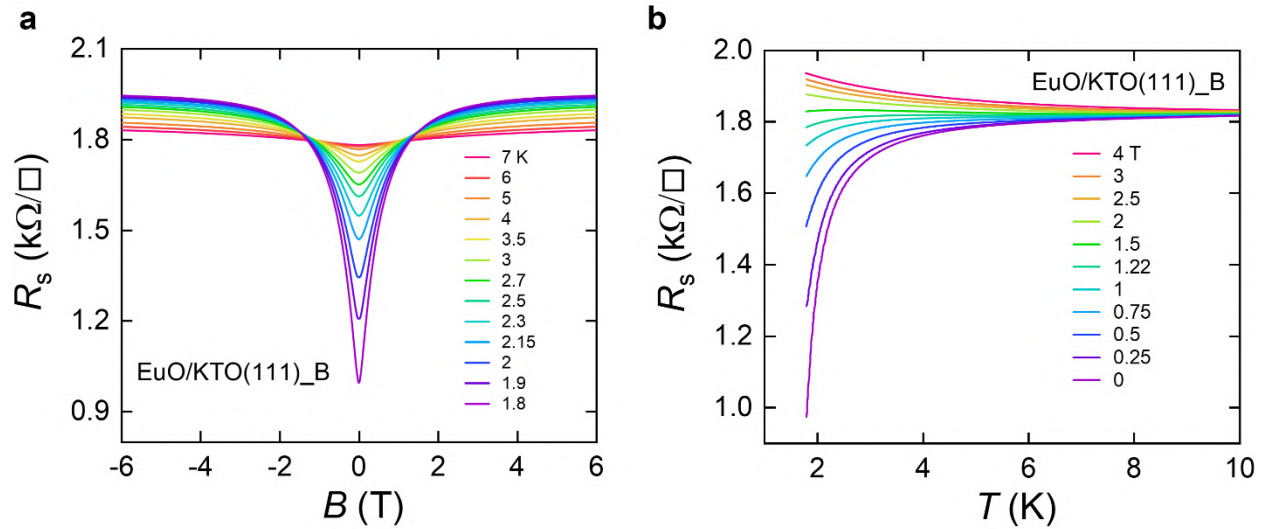 a
2.1
1.8
1.5
1.2
0.9
Rs (kΩ/□)
-6 -4 -2 0 2 4 6
B (T)
EuO/KTO(111)_B
7 K
6
5
4
3.5
3
2.7
2.5
2.3
2.15
2
1.9
1.8
b
2.0
1.8
1.6
1.4
1.2
1.0
Rs (kΩ/□)
2 4 6 8 10
T (K)
EuO/KTO(111)_B
4 T
3
2.5
2
1.5
1.22
1
0.75
0.5
0.25
0